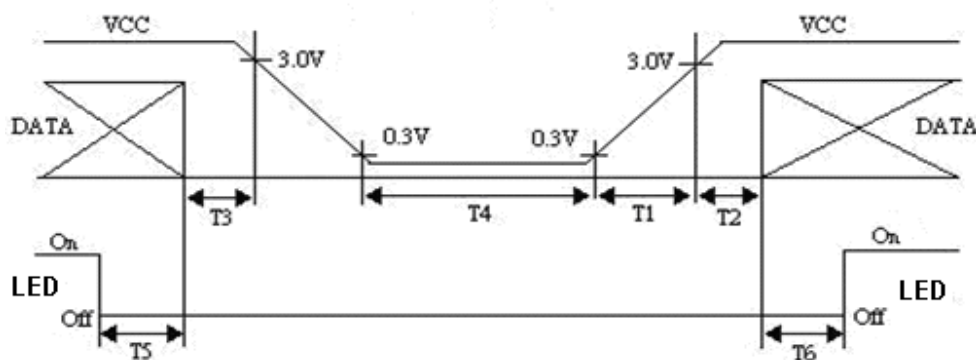 VCC
VCC
3.0V
3.0V
DATA
0.3V
0.3V
DATA
T3
T4
T1
T2
On
On
LED
LED
Off
Off
T5
T6